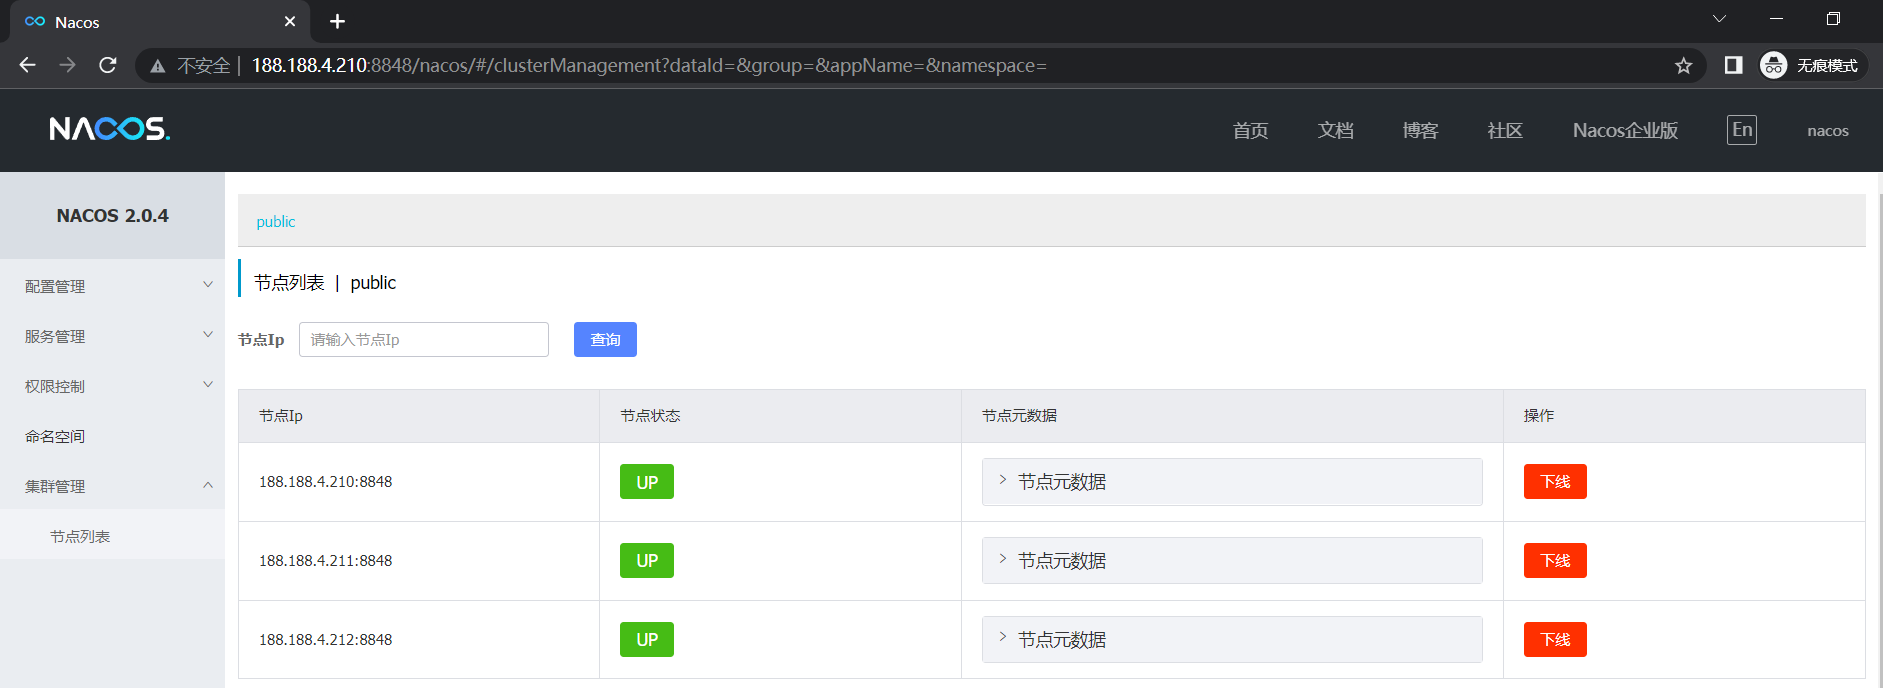 Nacos
不安全 | 188.188.4.210:8848/nacos/#/clusterManagement?dataId=&group=&appName=&namespace=
无痕模式
NACOS.
首页 文档 博客 社区 Nacos企业版 En nacos
NACOS 2.0.4
配置管理
服务管理
权限控制
命名空间
集群管理
节点列表
public
节点列表 | public
节点Ip 请输入节点Ip 查询
节点Ip 节点状态 节点元数据 操作
188.188.4.210:8848 UP 节点元数据 下线
188.188.4.211:8848 UP 节点元数据 下线
188.188.4.212:8848 UP 节点元数据 下线